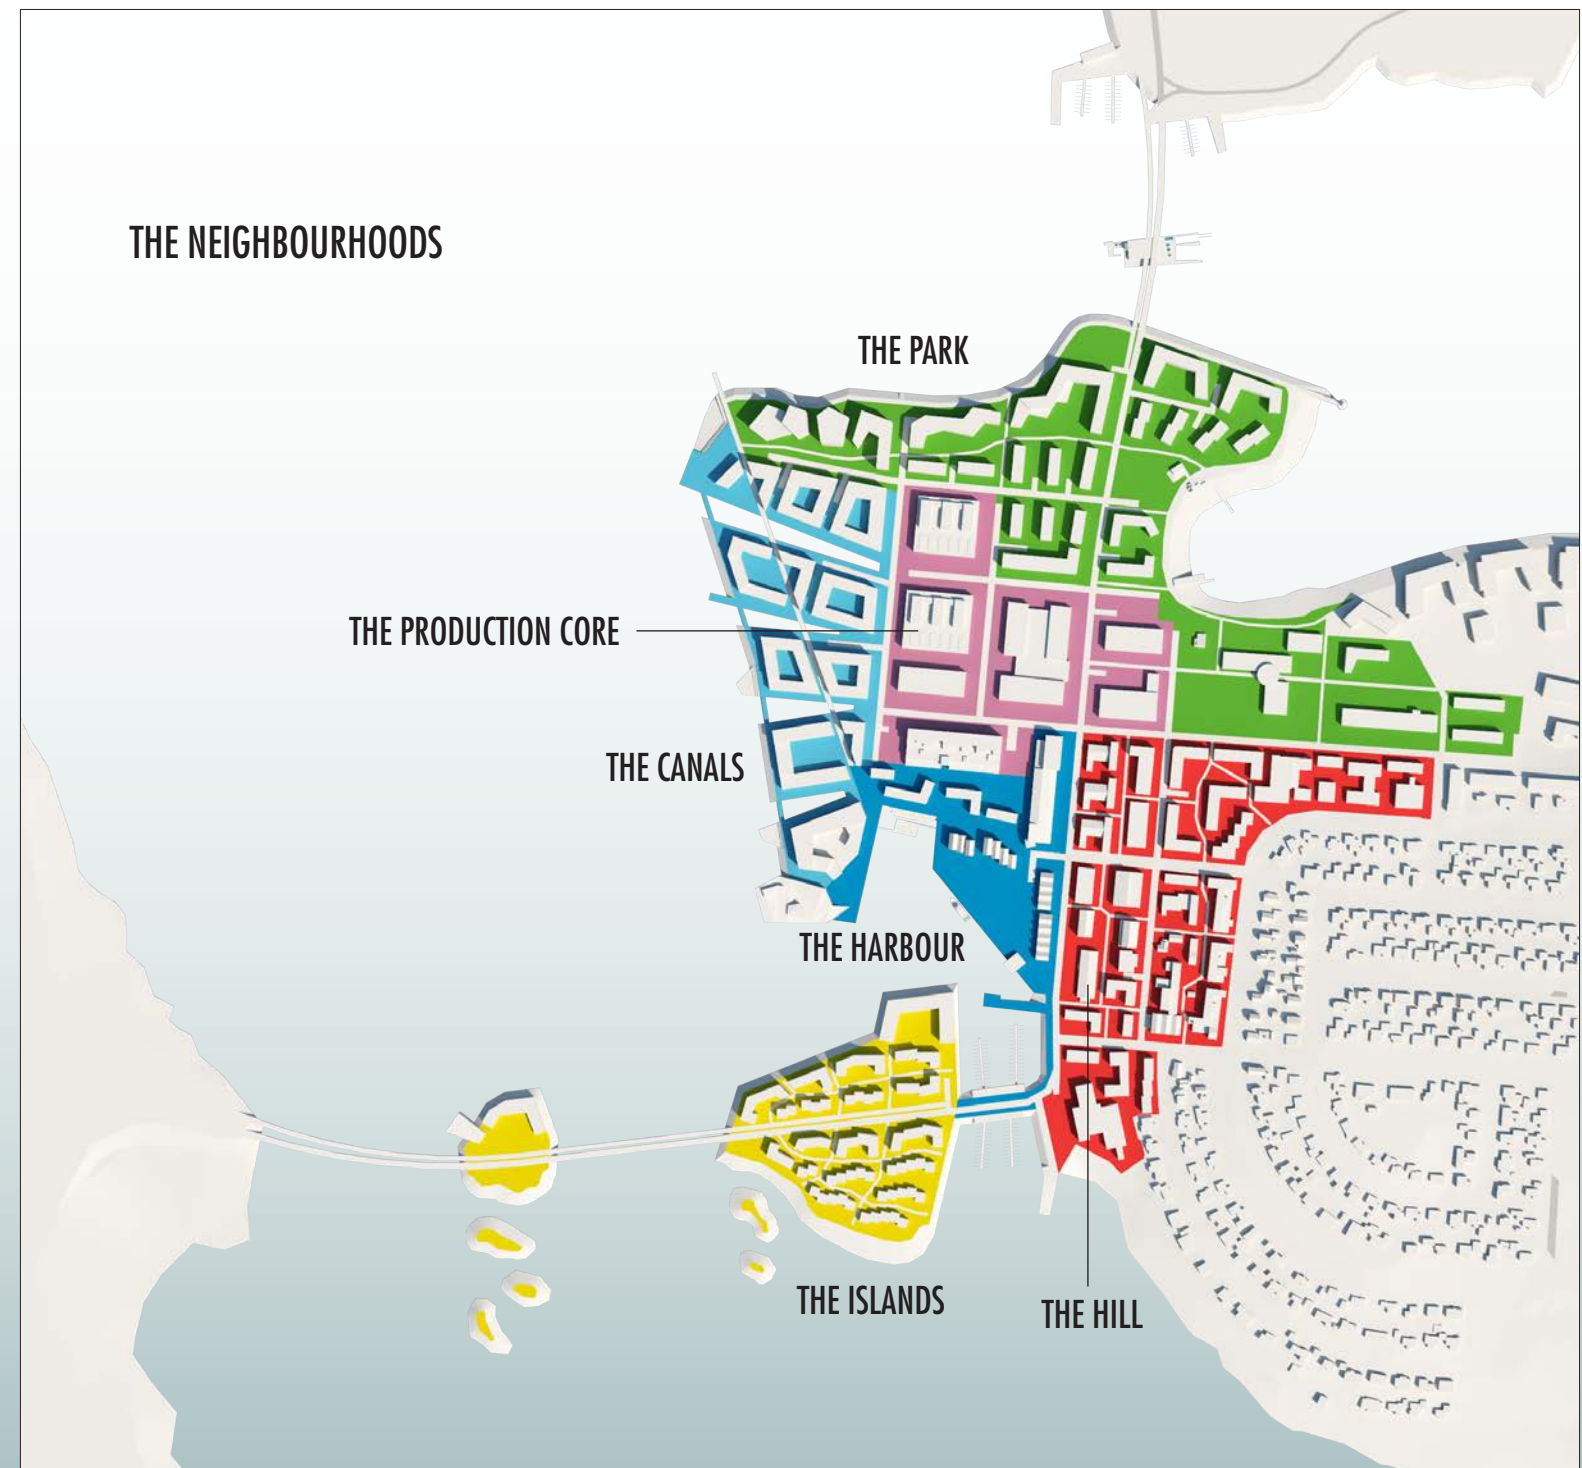 THE NEIGHBOURHOODS
THE PARK
THE PRODUCTION CORE
THE CANALS
THE HARBOUR
THE ISLANDS
THE HILL